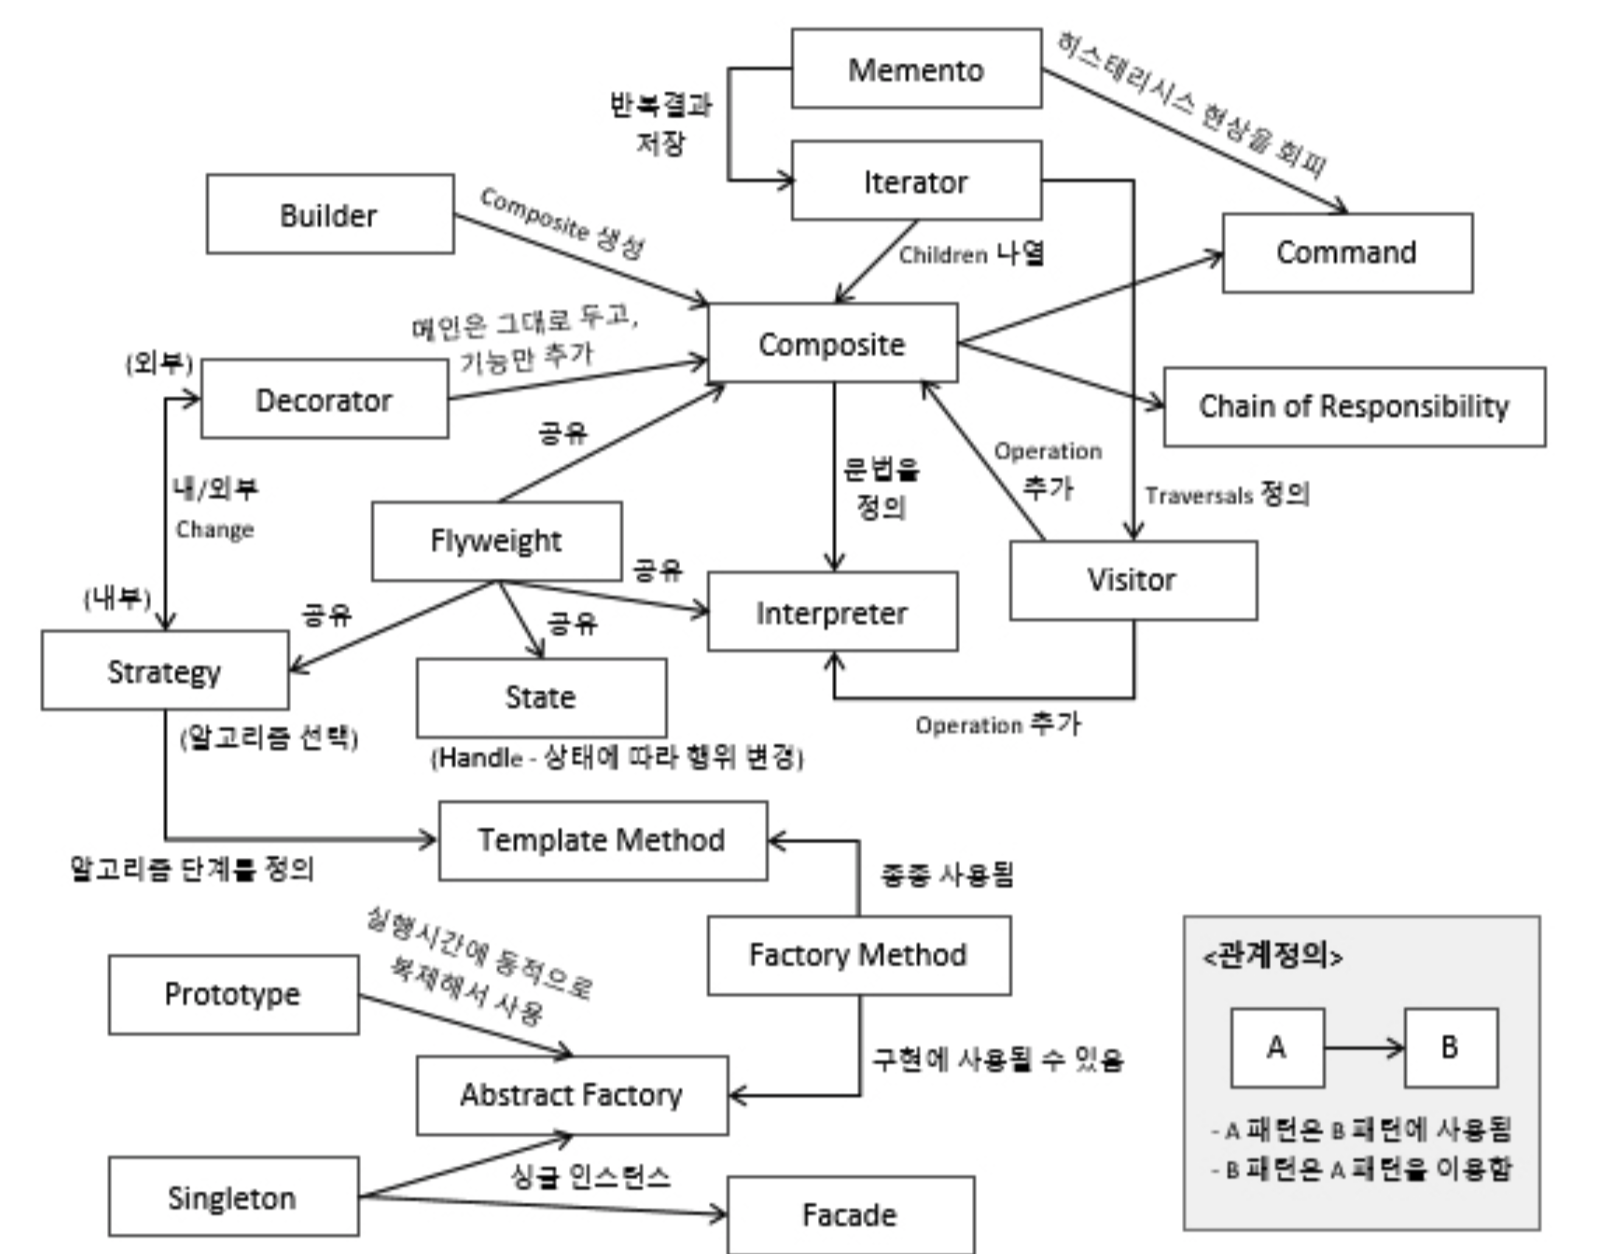 Memento
히스테리시스 현상을 회피
반복결과
저장
Iterator
Builder
Composite 생성
Children 나열
Command
메인은 그대로 두고,
기능만 추가
Composite
(외부)
Decorator
Chain of Responsibility
공유
Operation
추가
문법을
정의
내/외부
Change
Traversals 정의
Flyweight
공유
Visitor
(내부)
공유
공유
Interpreter
Strategy
State
Operation 추가
(알고리즘 선택)
(Handle - 상태에 따라 행위 변경)
Template Method
알고리즘 단계를 정의
종종 사용됨
실행시간에 동적으로
복제해서 사용
Factory Method
<관계정의>
Prototype
A
B
구현에 사용될 수 있음
Abstract Factory
- A 패턴은 B 패턴에 사용됨
- B 패턴은 A 패턴을 이용함
싱글 인스턴스
Singleton
Facade